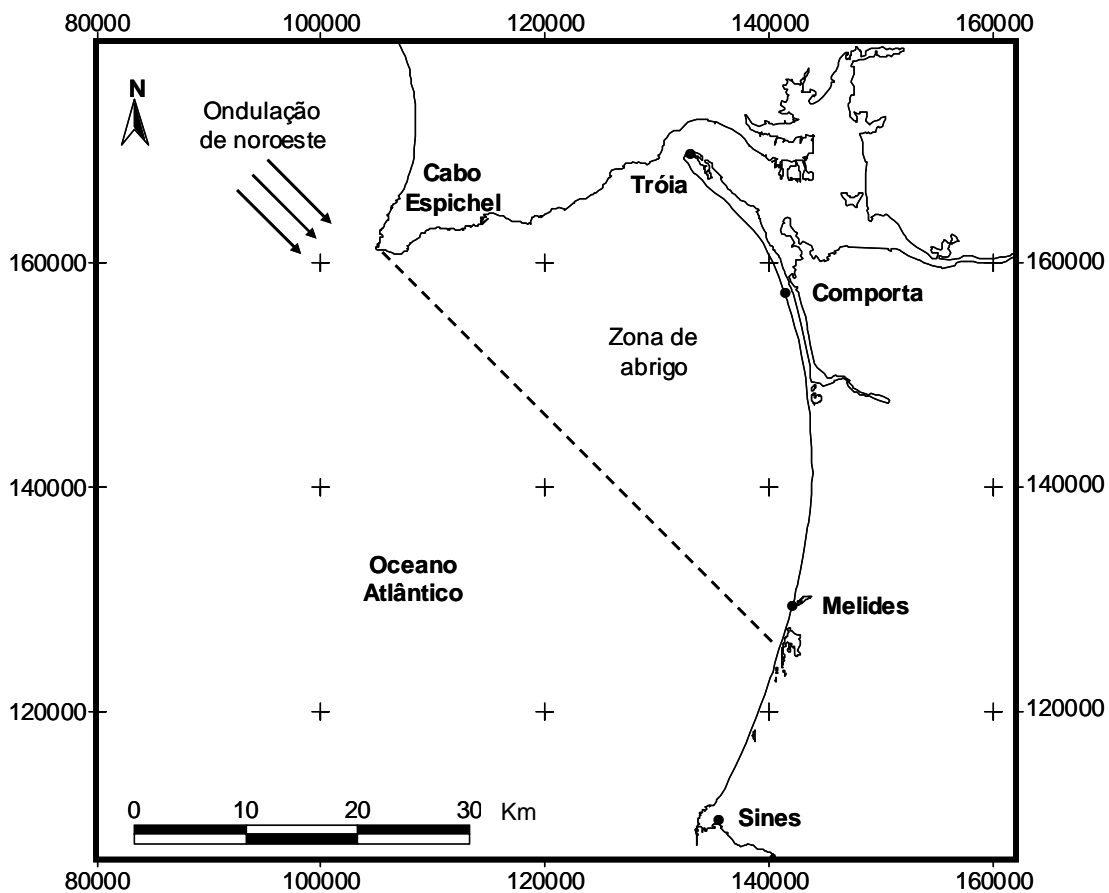 80000 100000 120000 140000 160000
N
Ondulação
de noroeste
Cabo
Espichel
Tróia
160000 160000
Comporta
Zona de
abrigo
140000 140000
Oceano
Atlântico
Melides
120000 120000
0 10 20 30 Km
Sines
80000 100000 120000 140000 160000